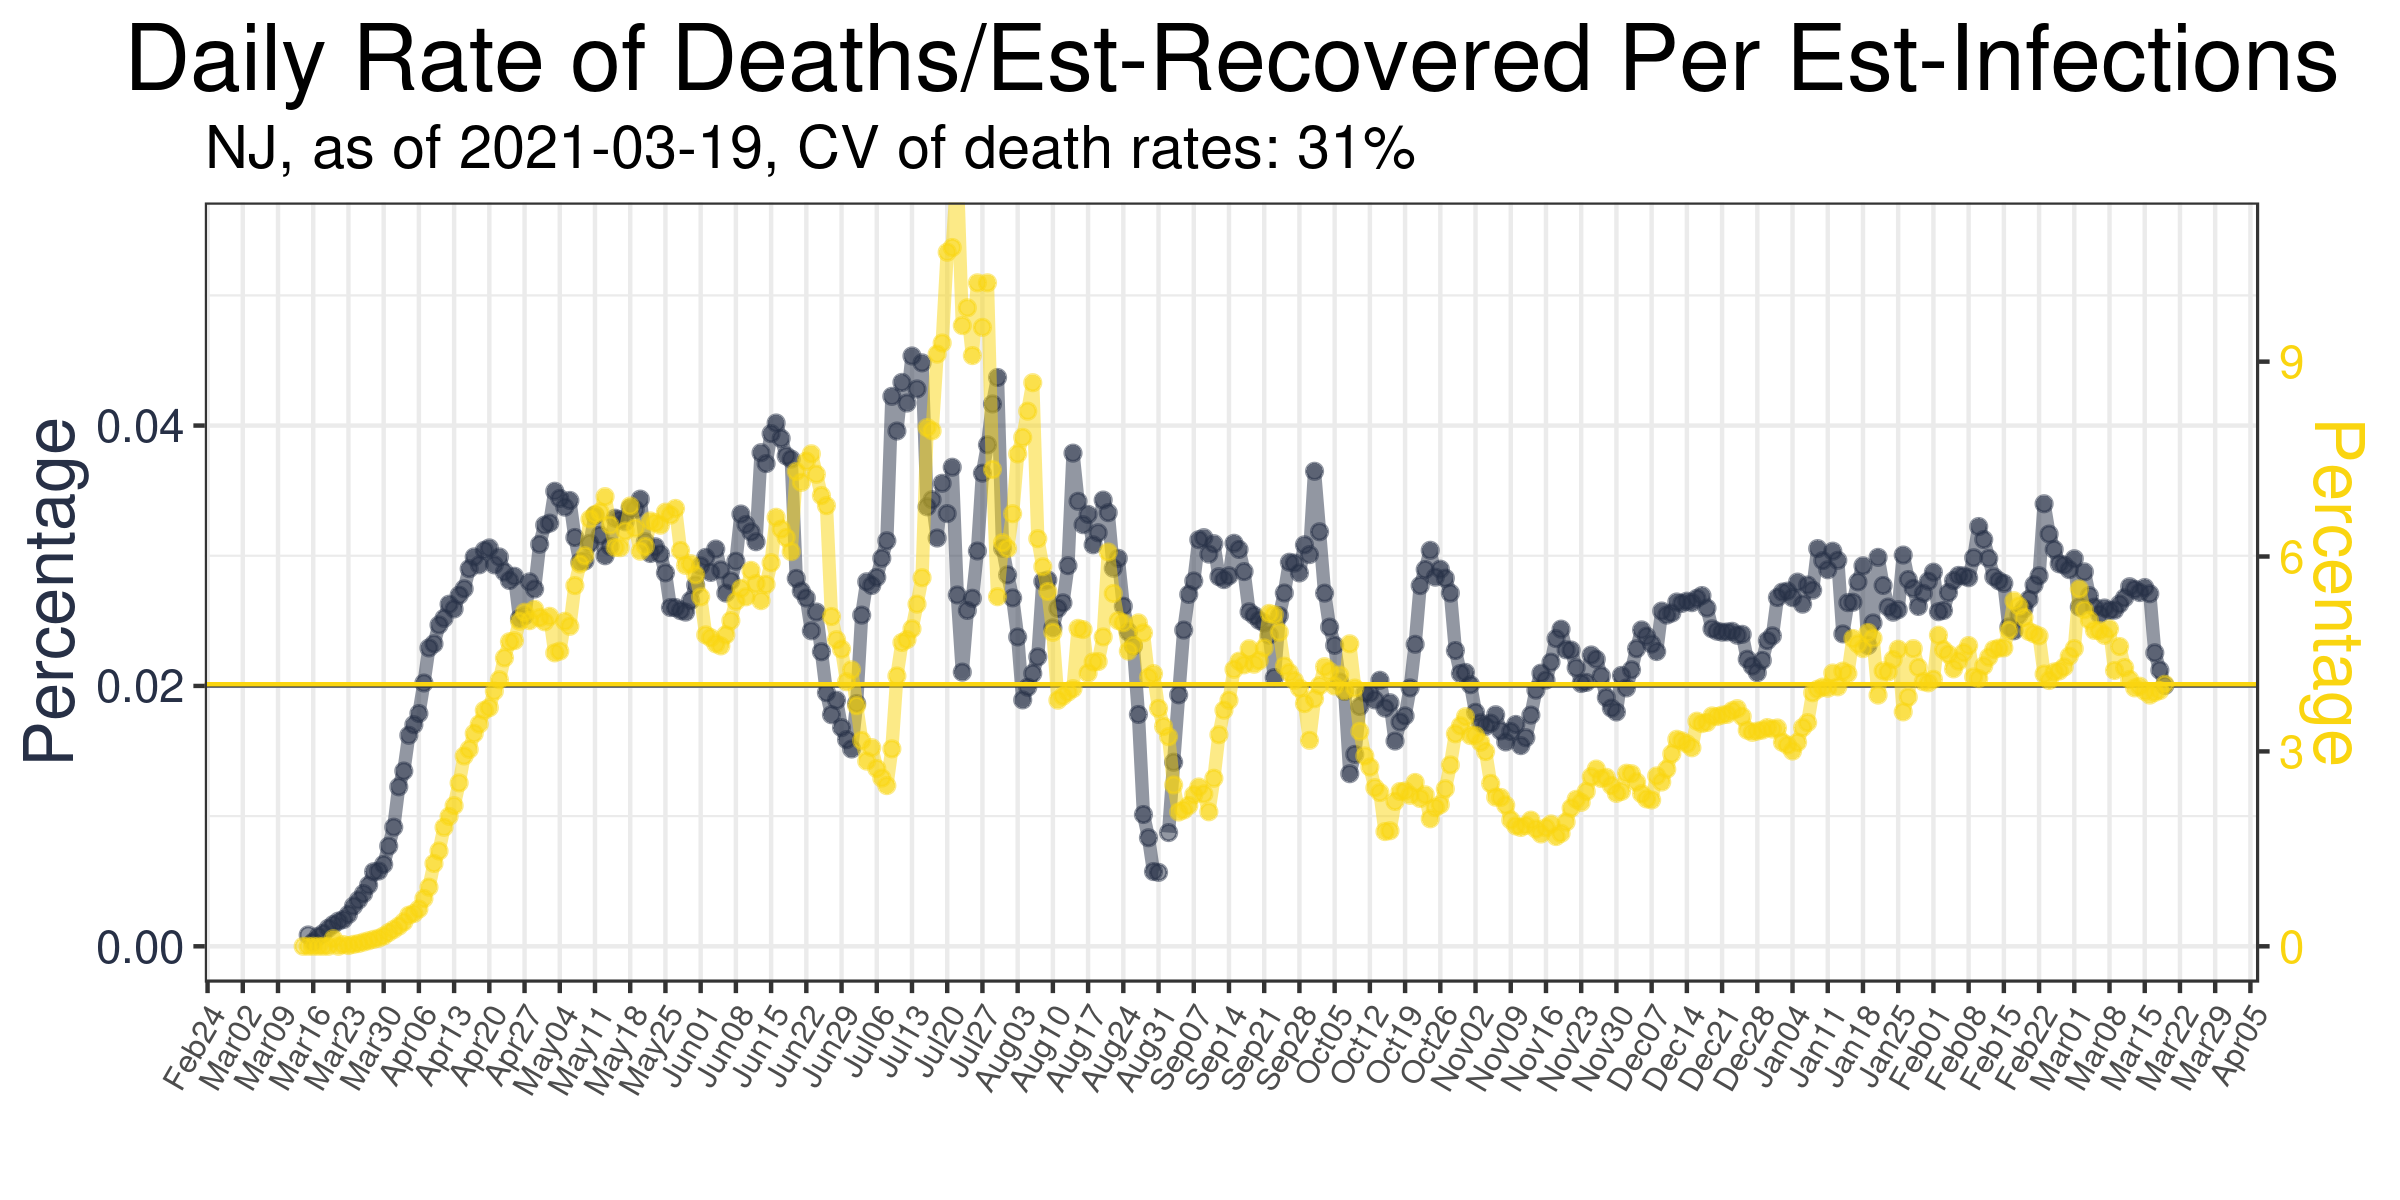 Daily Rate of Deaths/Est-Recovered Per Est-Infections
NJ, as of 2021-03-19, CV of death rates: 31%
Percentage
0.04
0.02
0.00
9
6
3
0
Percentage
Feb24
Mar02
Mar09
Mar16
Mar23
Mar30
Apr06
Apr13
Apr20
Apr27
May04
May11
May18
May25
Jun01
Jun08
Jun15
Jun22
Jun29
Jul06
Jul13
Jul20
Jul27
Aug03
Aug10
Aug17
Aug24
Aug31
Sep07
Sep14
Sep21
Sep28
Oct05
Oct12
Oct19
Oct26
Nov02
Nov09
Nov16
Nov23
Nov30
Dec07
Dec14
Dec21
Dec28
Jan04
Jan11
Jan18
Jan25
Feb01
Feb08
Feb15
Feb22
Mar01
Mar08
Mar15
Mar22
Mar29
Apr05